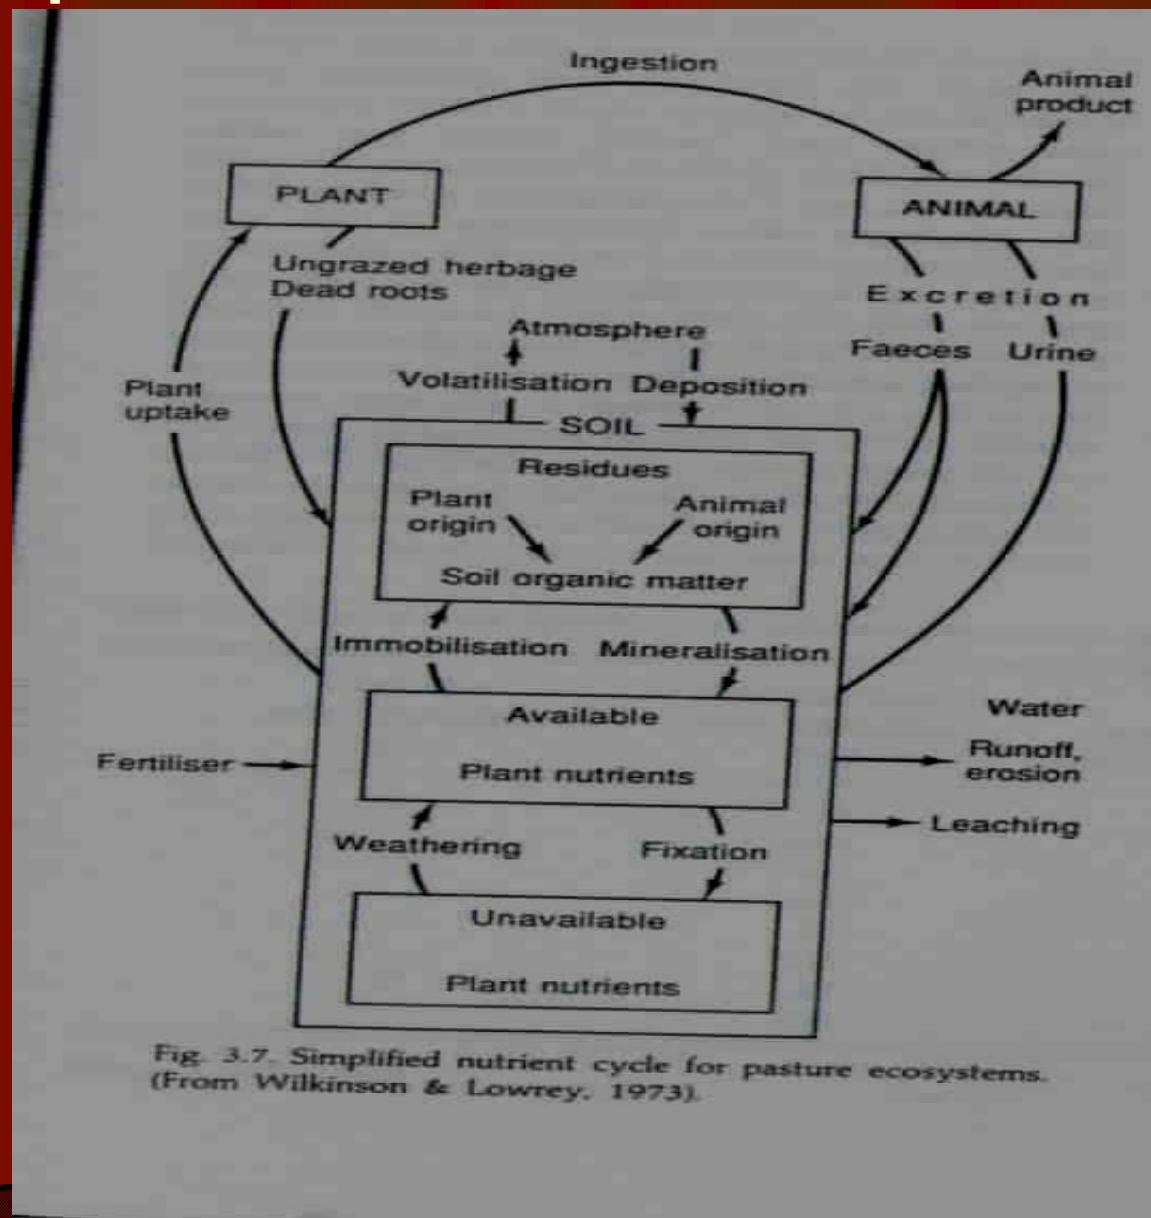 Ingestion
Animal
product
PLANT
ANIMAL
Ungrazed herbage
Dead roots
Excretion
Atmosphere
Faeces Urine
Volatilisation Deposition
Plant
uptake
SOIL
Residues
Plant
origin
Animal
origin
Soil organic matter
Immobilisation Mineralisation
Available
Plant nutrients
Water
Runoff,
erosion
Fertiliser
Leaching
Weathering Fixation
Unavailable
Plant nutrients
Fig. 3.7. Simplified nutrient cycle for pasture ecosystems.
(From Wilkinson & Lowrey, 1973).